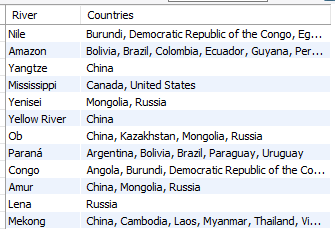 River Countries
Nile Burundi, Democratic Republic of the Congo, Eg...
Amazon Bolivia, Brazil, Colombia, Ecuador, Guyana, Per...
Yangtze China
Mississippi Canada, United States
Yenisei Mongolia, Russia
Yellow River China
Ob China, Kazakhstan, Mongolia, Russia
Paraná Argentina, Bolivia, Brazil, Paraguay, Uruguay
Congo Angola, Burundi, Democratic Republic of the Co...
Amur China, Mongolia, Russia
Lena Russia
Mekong China, Cambodia, Laos, Myanmar, Thailand, Vi...